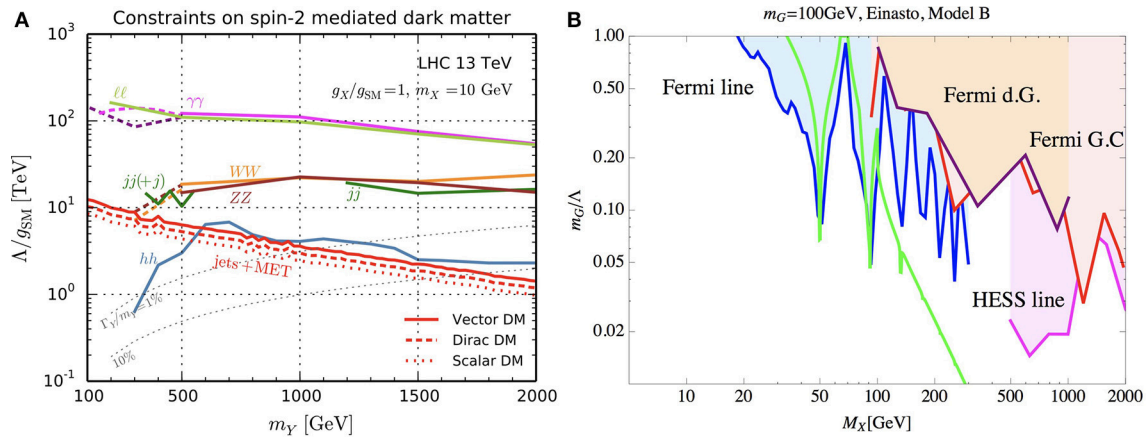 A
Constraints on spin-2 mediated dark matter
LHC 13 TeV
g_X/g_SM=1, m_X =10 GeV
ℓℓ
γγ
jj(+j)
WW
ZZ
jj
hh
jets+MET
Γ_Y/m_Y=1%
10%
Vector DM
Dirac DM
Scalar DM
Λ/g_SM [TeV]
10^3
10^2
10^1
10^0
10^-1
100 500 1000 1500 2000
m_Y [GeV]
B
m_G=100GeV, Einasto, Model B
Fermi line
Fermi d.G.
Fermi G.C
HESS line
m_G/Λ
1.00
0.50
0.20
0.10
0.05
0.02
10 20 50 100 200 500 1000 2000
M_X[GeV]